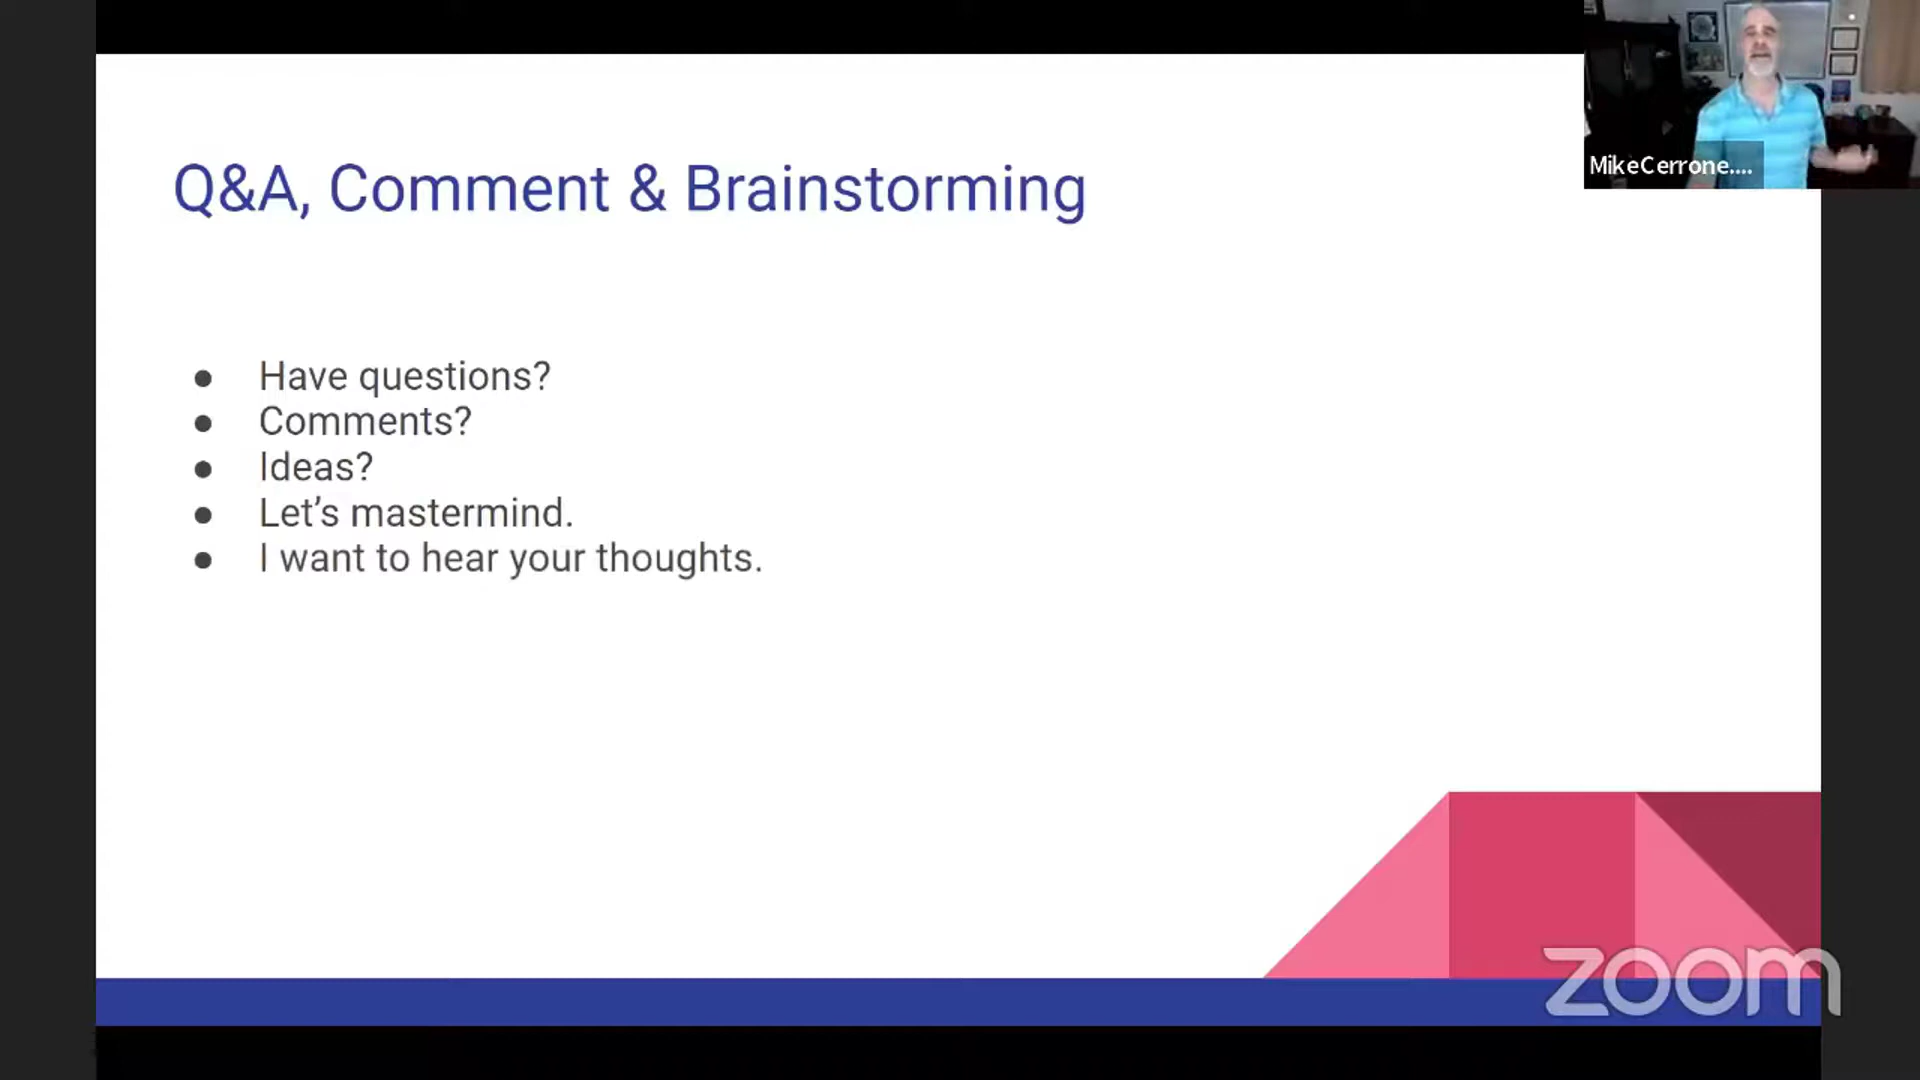 MikeCerrone....
Q&A, Comment & Brainstorming
● Have questions?
● Comments?
● Ideas?
● Let’s mastermind.
● I want to hear your thoughts.
zoom